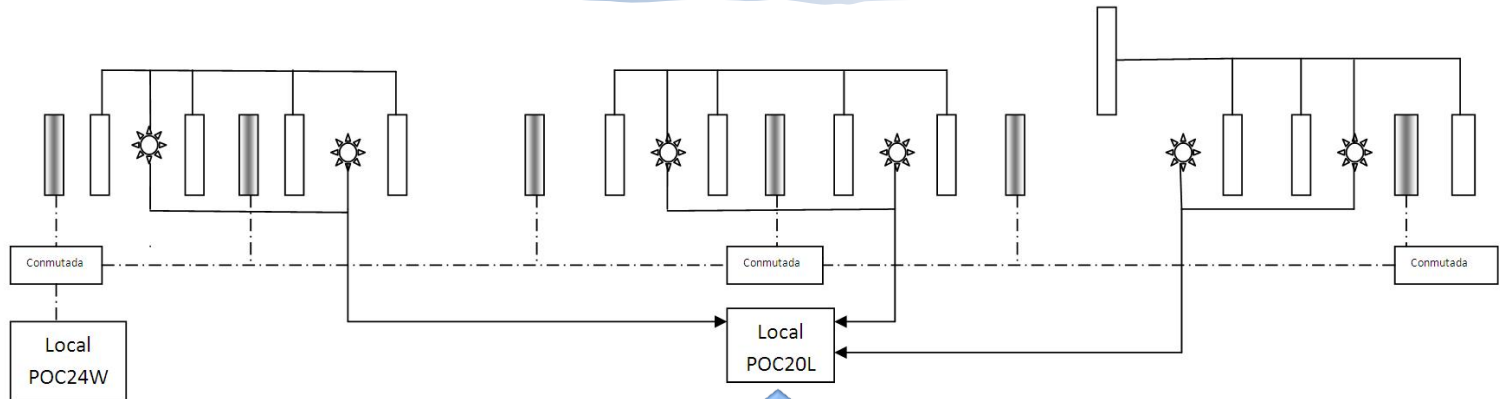 Conmutada
Conmutada
Conmutada
Local
POC24W
Local
POC20L